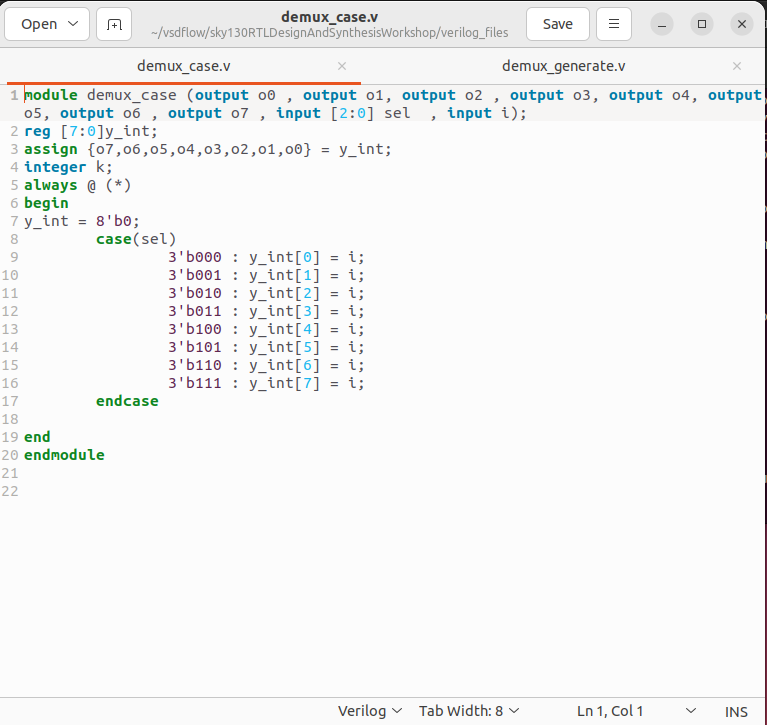 Open
demux_case.v
~/vsdflow/sky130RTLDesignAndSynthesisWorkshop/verilog_files
Save
demux_case.v
demux_generate.v
1 module demux_case (output o0 , output o1, output o2 , output o3, output o4, output
o5, output o6 , output o7 , input [2:0] sel  , input i);
2 reg [7:0]y_int;
3 assign {o7,o6,o5,o4,o3,o2,o1,o0} = y_int;
4 integer k;
5 always @ (*)
6 begin
7 y_int = 8'b0;
8         case(sel)
9                 3'b000 : y_int[0] = i;
10                 3'b001 : y_int[1] = i;
11                 3'b010 : y_int[2] = i;
12                 3'b011 : y_int[3] = i;
13                 3'b100 : y_int[4] = i;
14                 3'b101 : y_int[5] = i;
15                 3'b110 : y_int[6] = i;
16                 3'b111 : y_int[7] = i;
17         endcase
18
19 end
20 endmodule
21
22
Verilog Tab Width: 8 Ln 1, Col 1 INS